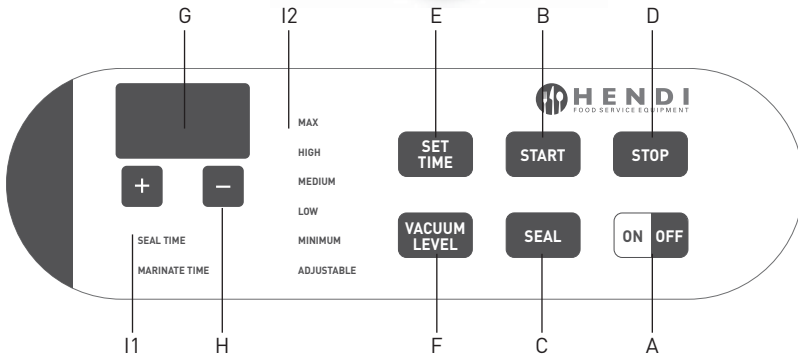 G I2 E B D
HENDI
FOOD SERVICE EQUIPMENT
MAX
HIGH
MEDIUM
LOW
MINIMUM
ADJUSTABLE
+ −
SEAL TIME
MARINATE TIME
SET
TIME
START
STOP
VACUUM
LEVEL
SEAL
ON OFF
I1 H F C A